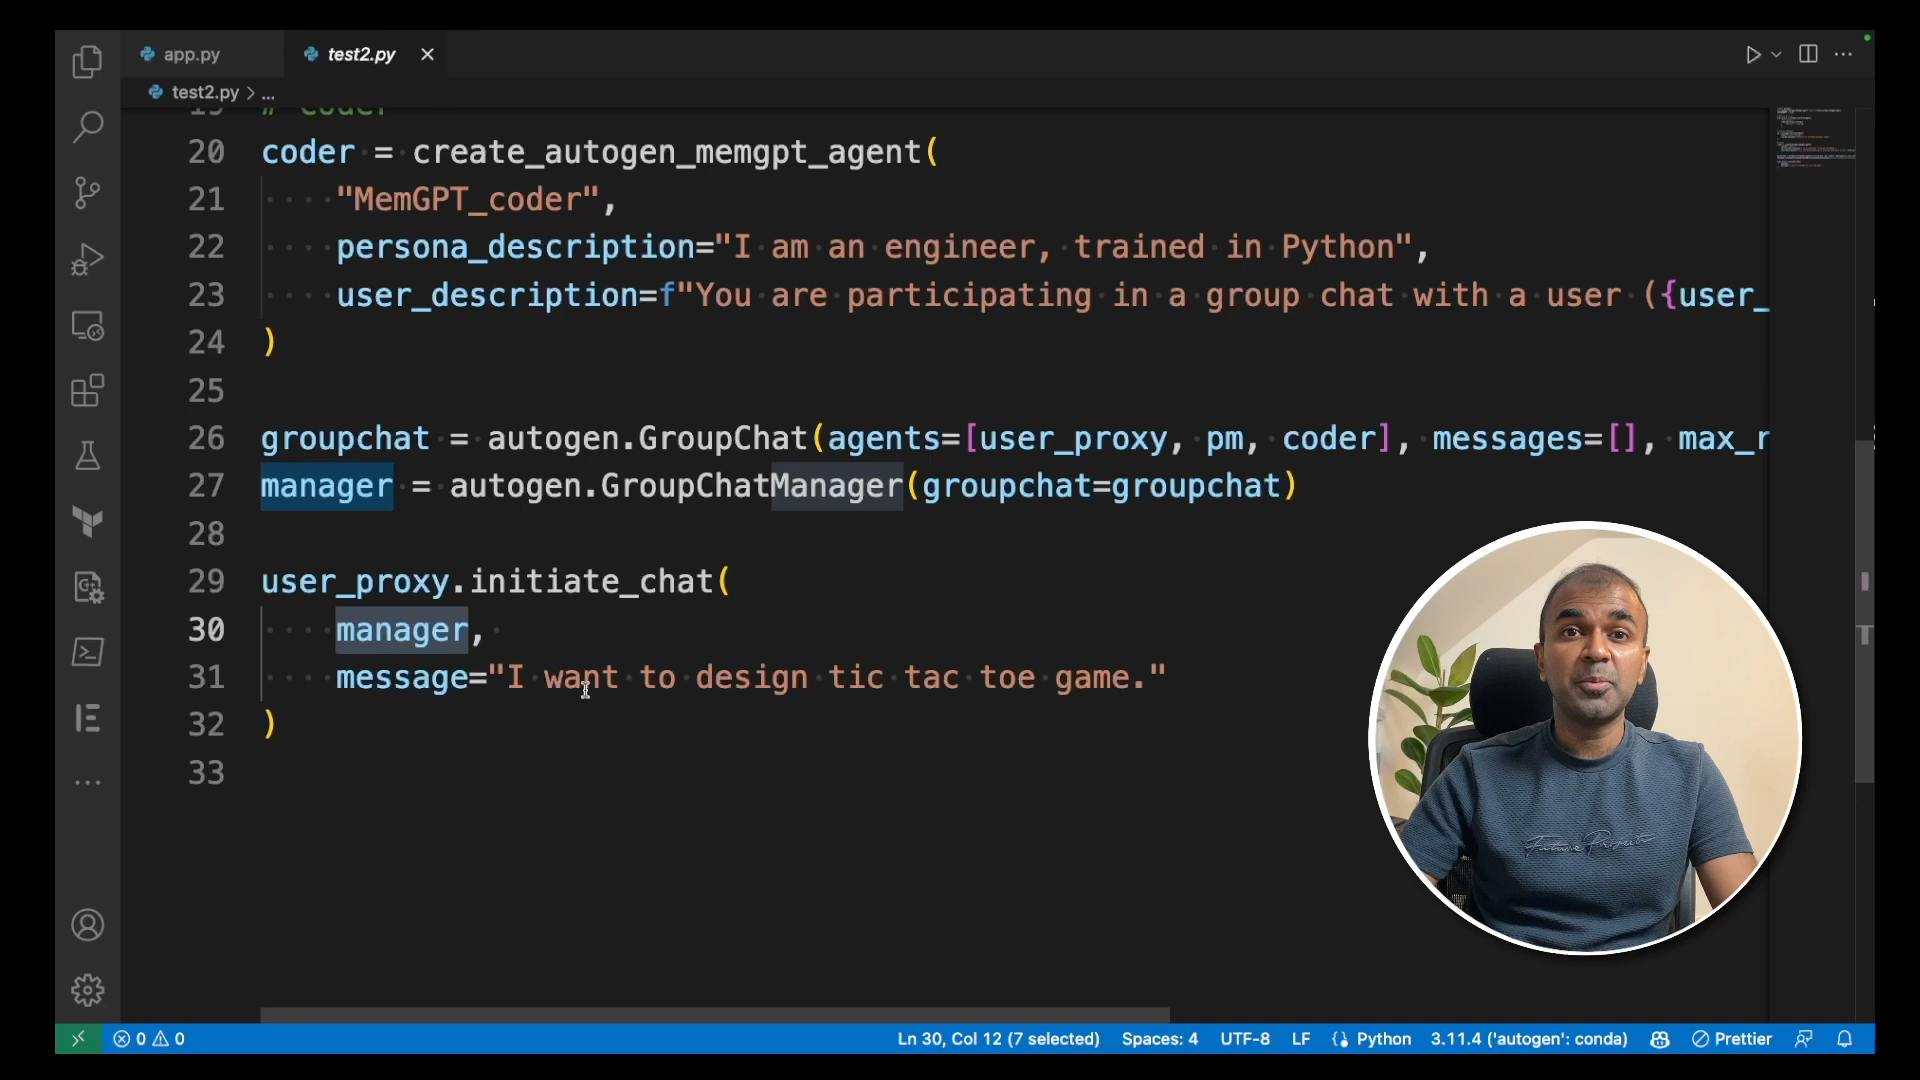 app.py
test2.py
test2.py > ...
19 # coder
20 coder = create_autogen_memgpt_agent(
21 "MemGPT_coder",
22 persona_description="I am an engineer, trained in Python",
23 user_description=f"You are participating in a group chat with a user ({user_
24 )
25
26 groupchat = autogen.GroupChat(agents=[user_proxy, pm, coder], messages=[], max_r
27 manager = autogen.GroupChatManager(groupchat=groupchat)
28
29 user_proxy.initiate_chat(
30 manager,
31 message="I want to design tic tac toe game."
32 )
33
0 0
Ln 30, Col 12 (7 selected)
Spaces: 4
UTF-8
LF
Python
3.11.4 ('autogen': conda)
Prettier